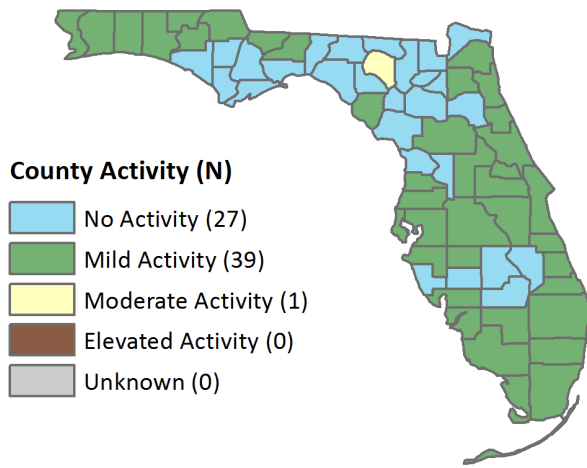 County Activity (N)
No Activity (27)
Mild Activity (39)
Moderate Activity (1)
Elevated Activity (0)
Unknown (0)